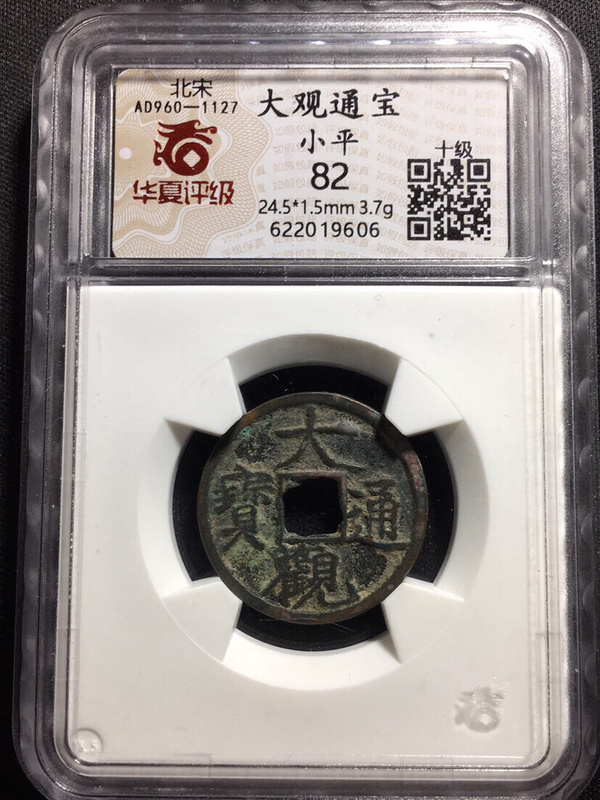 北宋
AD960—1127
华夏评级
大观通宝
小平
82
24.5*1.5mm 3.7g
622019606
十级
大觀通寶